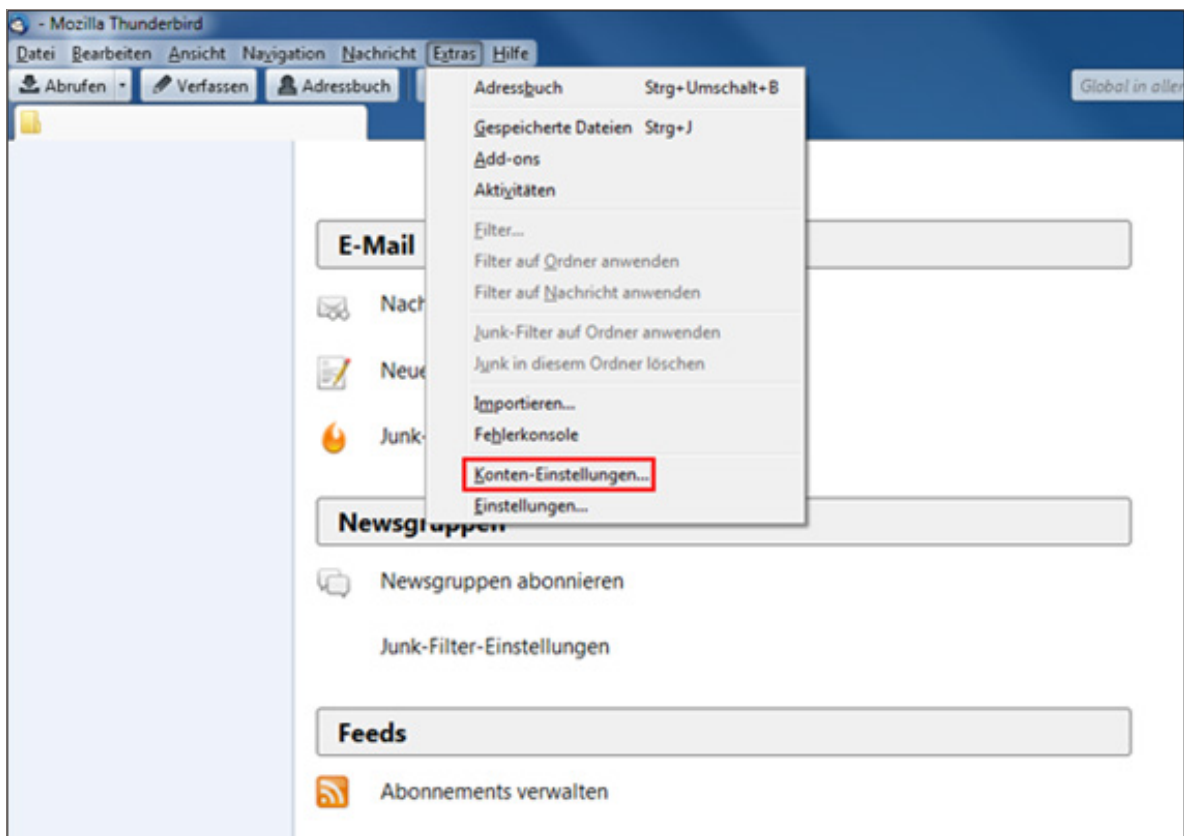 - Mozilla Thunderbird
Datei Bearbeiten Ansicht Navigation Nachricht Extras Hilfe
Abrufen Verfassen Adressbuch
Global in aller
Adressbuch Strg+Umschalt+B
Gespeicherte Dateien Strg+J
Add-ons
Aktivitäten
Filter...
Filter auf Ordner anwenden
Filter auf Nachricht anwenden
Junk-Filter auf Ordner anwenden
Junk in diesem Ordner löschen
Importieren...
Fehlerkonsole
Konten-Einstellungen...
Einstellungen...
E-Mail
Nach
Neue
Junk-
Newsgruppen
Newsgruppen abonnieren
Junk-Filter-Einstellungen
Feeds
Abonnements verwalten